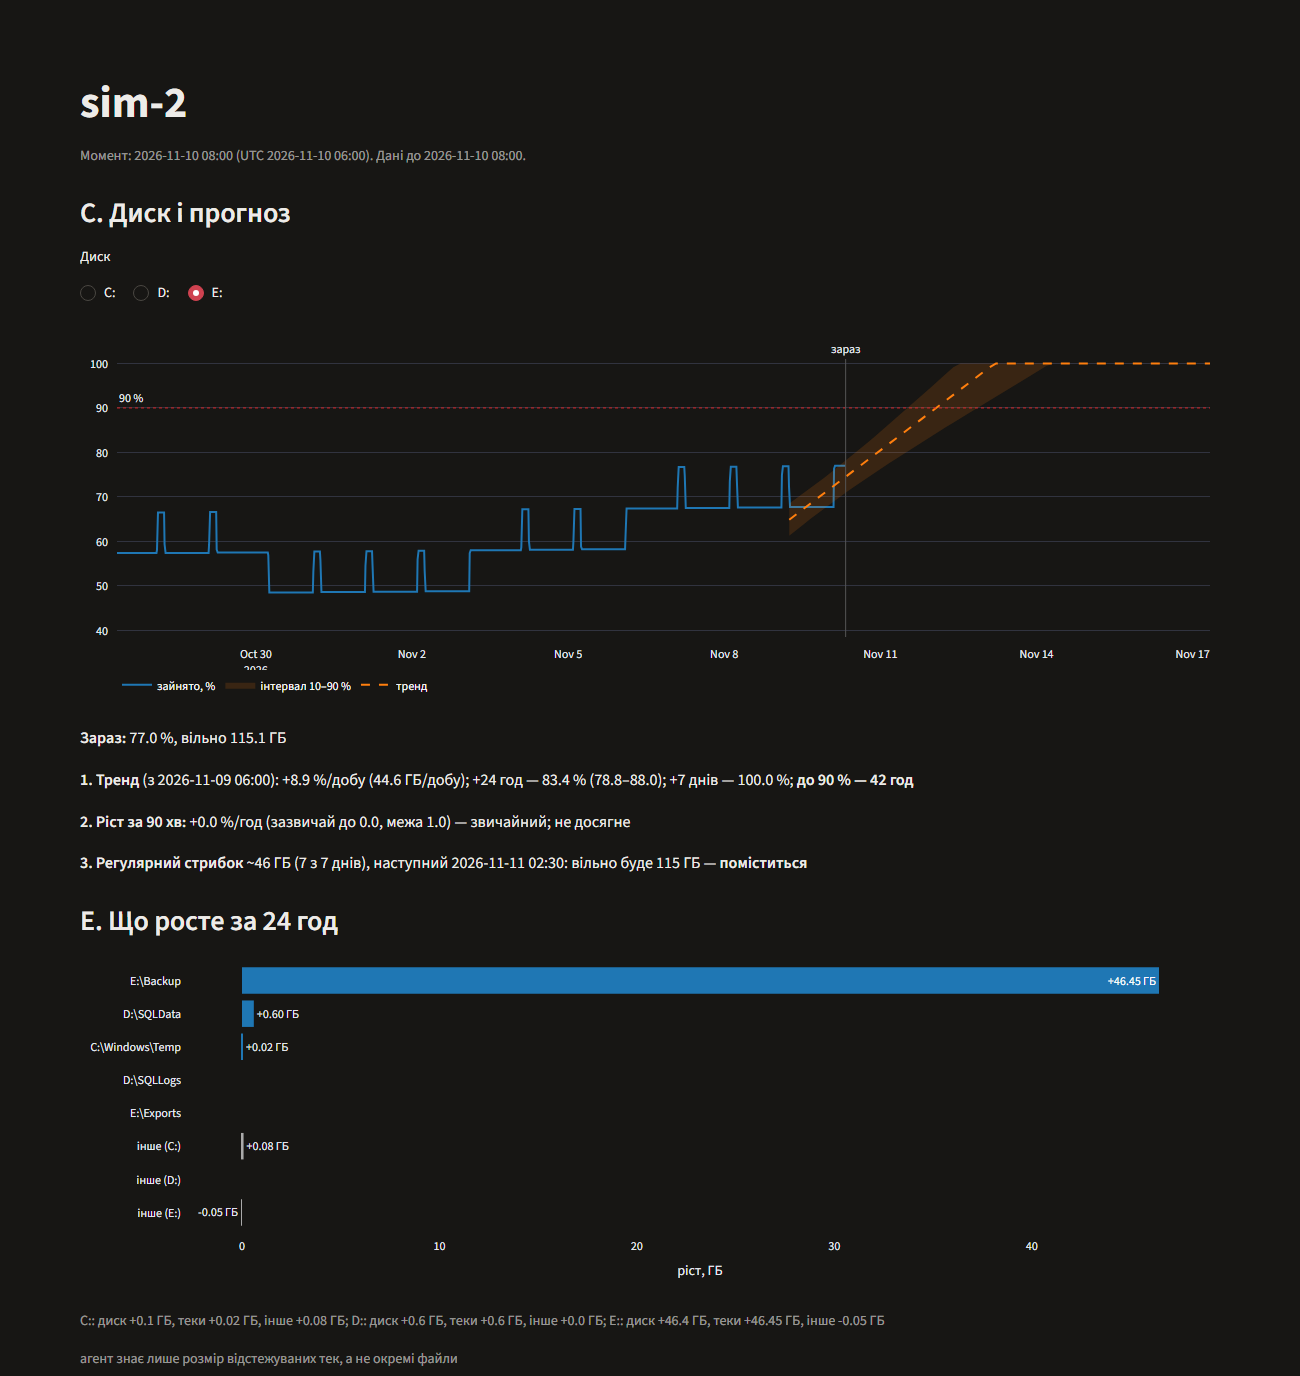 sim-2
Момент: 2026-11-10 08:00 (UTC 2026-11-10 06:00). Дані до 2026-11-10 08:00.
С. Диск і прогноз
Диск
C: D: E:
зараз
100
90 %
90
80
70
60
50
40
Oct 30 Nov 2 Nov 5 Nov 8 Nov 11 Nov 14 Nov 17
2026
зайнято, % інтервал 10–90 % тренд
Зараз: 77.0 %, вільно 115.1 ГБ
1. Тренд (з 2026-11-09 06:00): +8.9 %/добу (44.6 ГБ/добу); +24 год — 83.4 % (78.8–88.0); +7 днів — 100.0 %; до 90 % — 42 год
2. Ріст за 90 хв: +0.0 %/год (зазвичай до 0.0, межа 1.0) — звичайний; не досягне
3. Регулярний стрибок ~46 ГБ (7 з 7 днів), наступний 2026-11-11 02:30: вільно буде 115 ГБ — поміститься
Е. Що росте за 24 год
E:\Backup +46.45 ГБ
D:\SQLData +0.60 ГБ
C:\Windows\Temp +0.02 ГБ
D:\SQLLogs
E:\Exports
інше (C:) +0.08 ГБ
інше (D:)
інше (E:) -0.05 ГБ
0 10 20 30 40
ріст, ГБ
C:: диск +0.1 ГБ, теки +0.02 ГБ, інше +0.08 ГБ; D:: диск +0.6 ГБ, теки +0.6 ГБ, інше +0.0 ГБ; E:: диск +46.4 ГБ, теки +46.45 ГБ, інше -0.05 ГБ
агент знає лише розмір відстежуваних тек, а не окремі файли